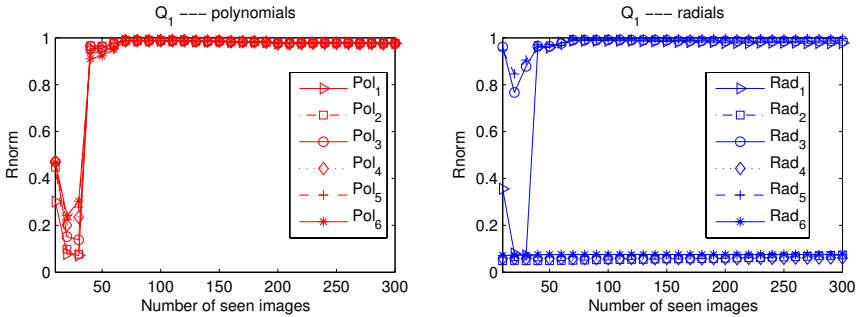 Q1 --- polynomials
1
0.8
0.6
0.4
0.2
0
Rnorm
50 100 150 200 250 300
Number of seen images
Pol1
Pol2
Pol3
Pol4
Pol5
Pol6
Q1 --- radials
1
0.8
0.6
0.4
0.2
0
Rnorm
50 100 150 200 250 300
Number of seen images
Rad1
Rad2
Rad3
Rad4
Rad5
Rad6